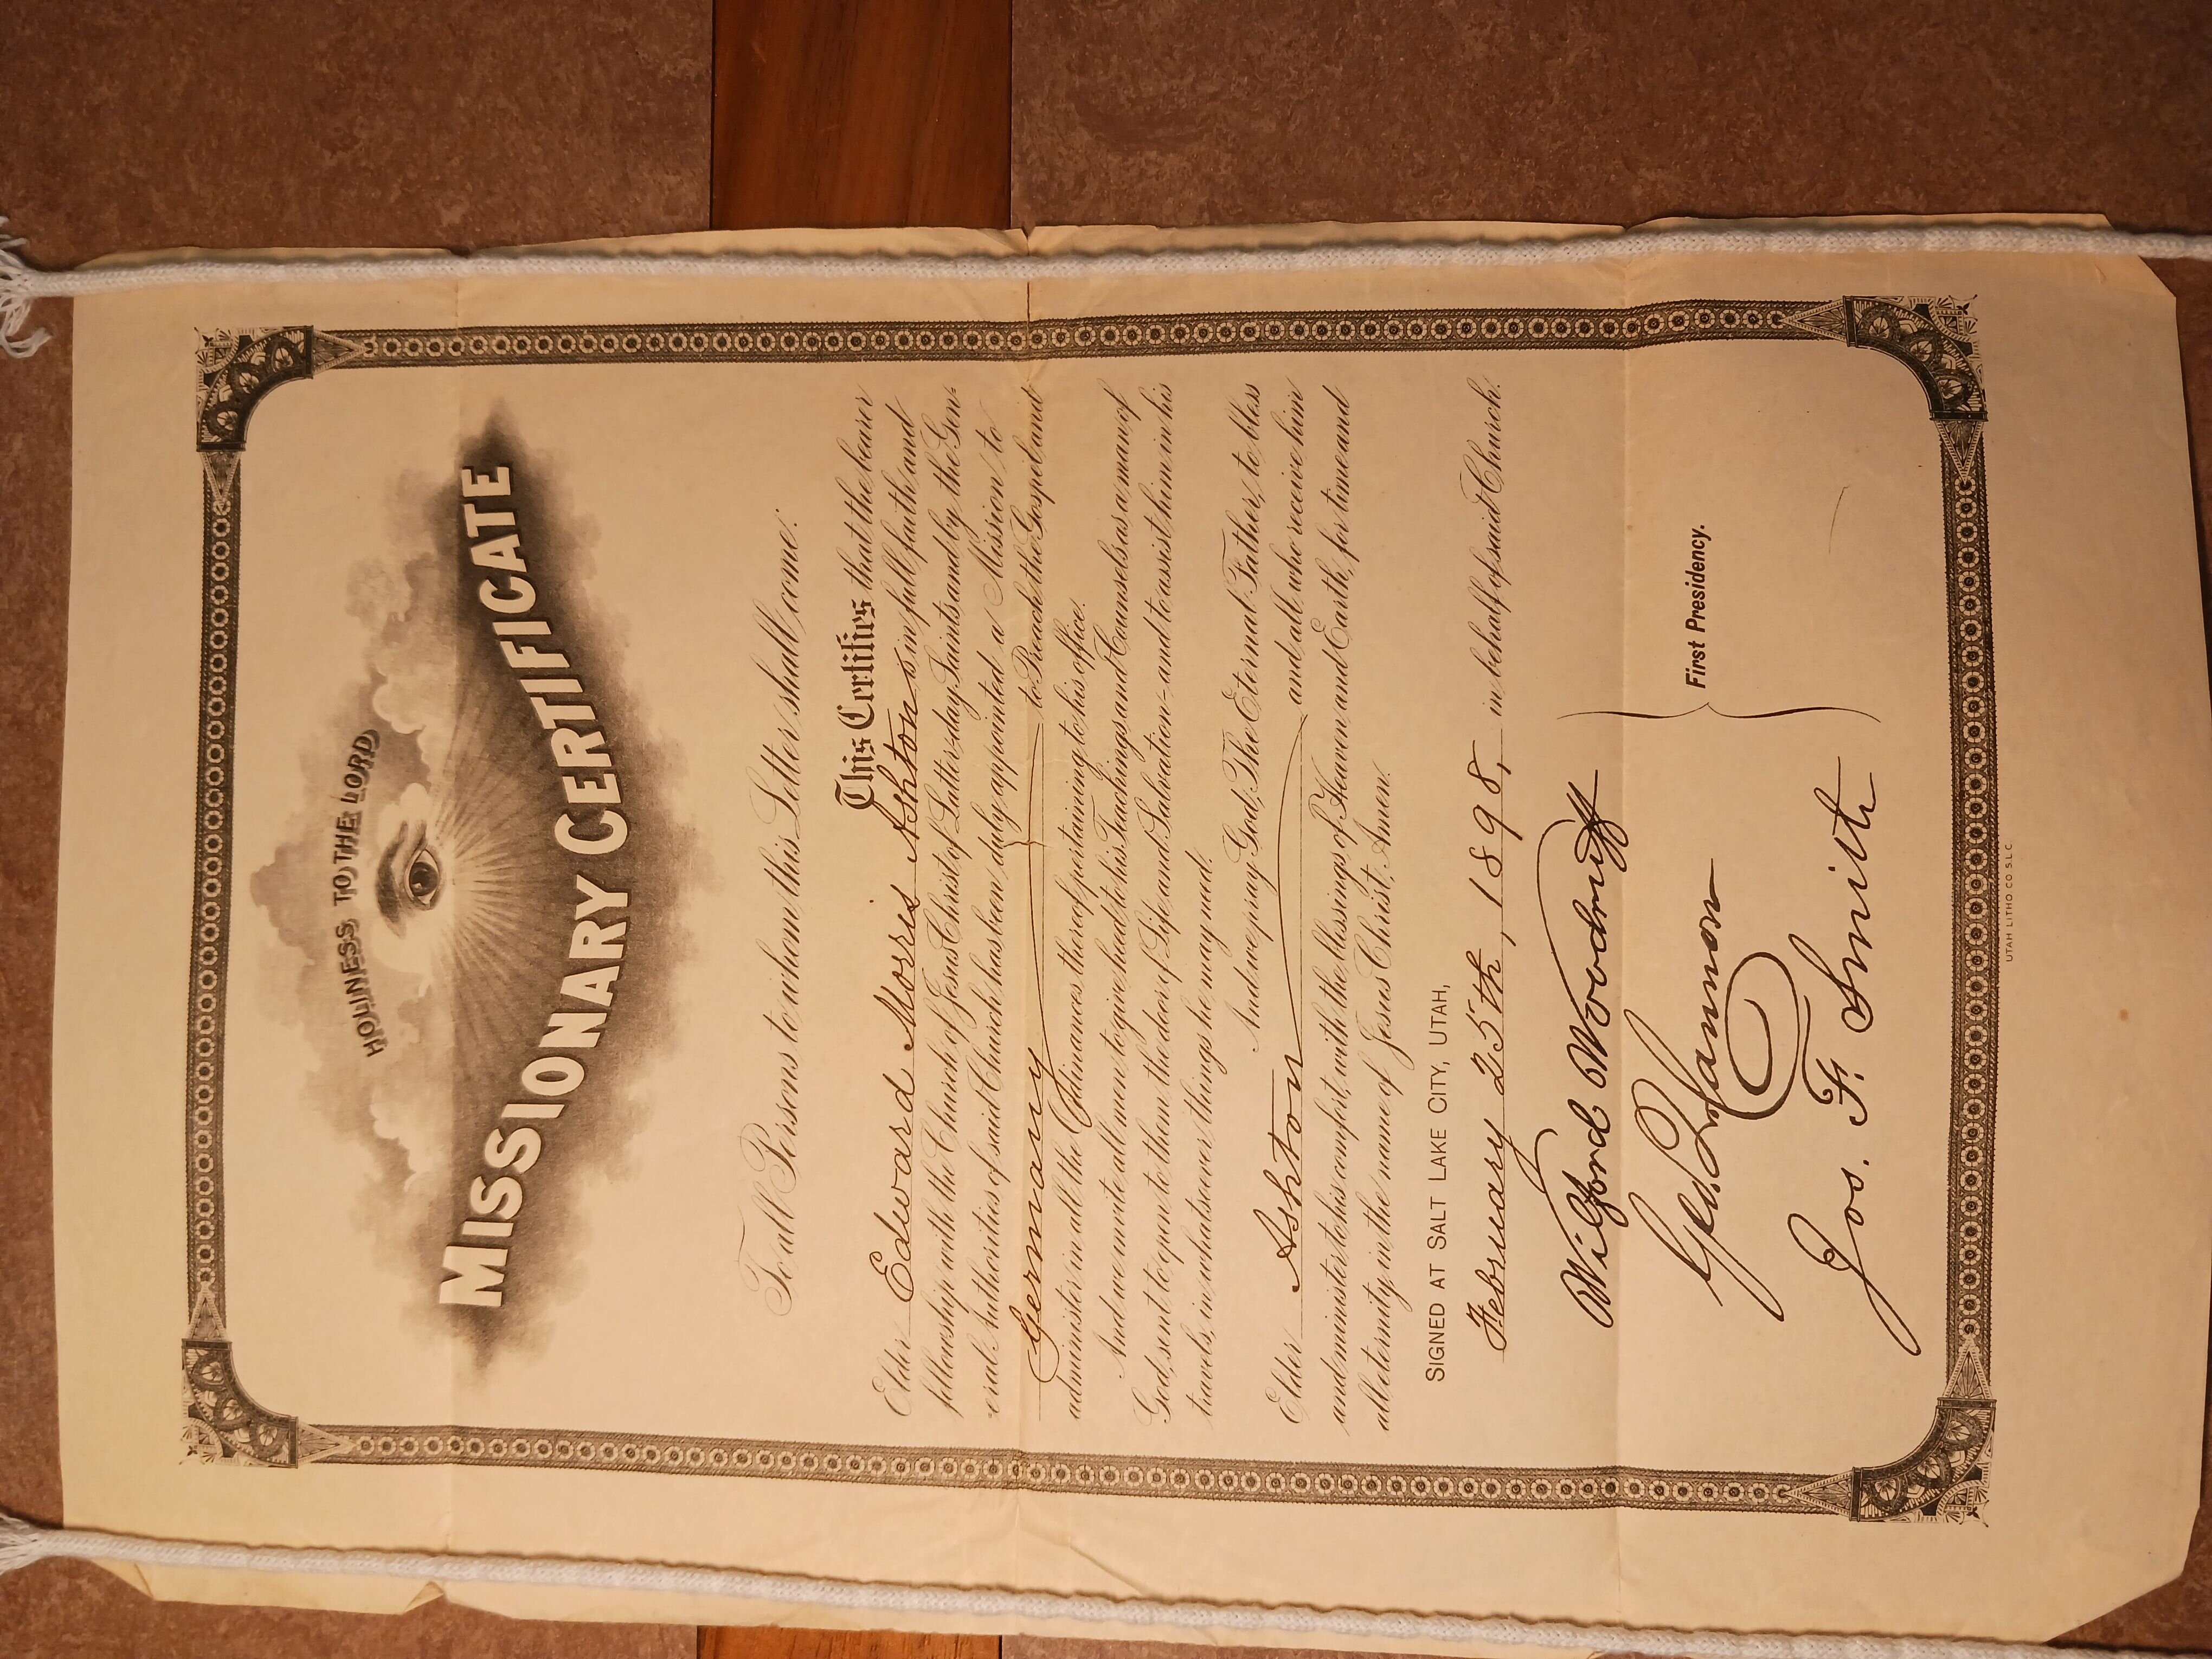 HOLINESS TO THE LORD
MISSIONARY CERTIFICATE
To all Persons to whom this Letter shall come:
This Certifies that the bearer
Elder Edward Morris Ashton is in full faith and
fellowship with the Church of Jesus Christ of Latter-day Saints and by the Gen-
eral Authorities of said Church has been duly appointed a Mission to
Germany to Preach the Gospel and
administer in all the Ordinances thereof pertaining to his office.
And we invite all men to give heed to his Teachings and Counsels as a man of
God, sent to open to them the door of Life and Salvation – and to assist him in his
travels, in whatsoever things he may need.
And we pray God, The Eternal Father, to bless
Elder Ashton and all who receive him
and minister to his comfort, with the blessings of Heaven and Earth, for time and
all eternity in the name of Jesus Christ, Amen.
SIGNED AT SALT LAKE CITY, UTAH,
February 25th, 1898, in behalf of said Church.
Wilford Woodruff
Geo. Q. Cannon
Jos. F. Smith
First Presidency.
UTAH LITHO CO S.L.C.